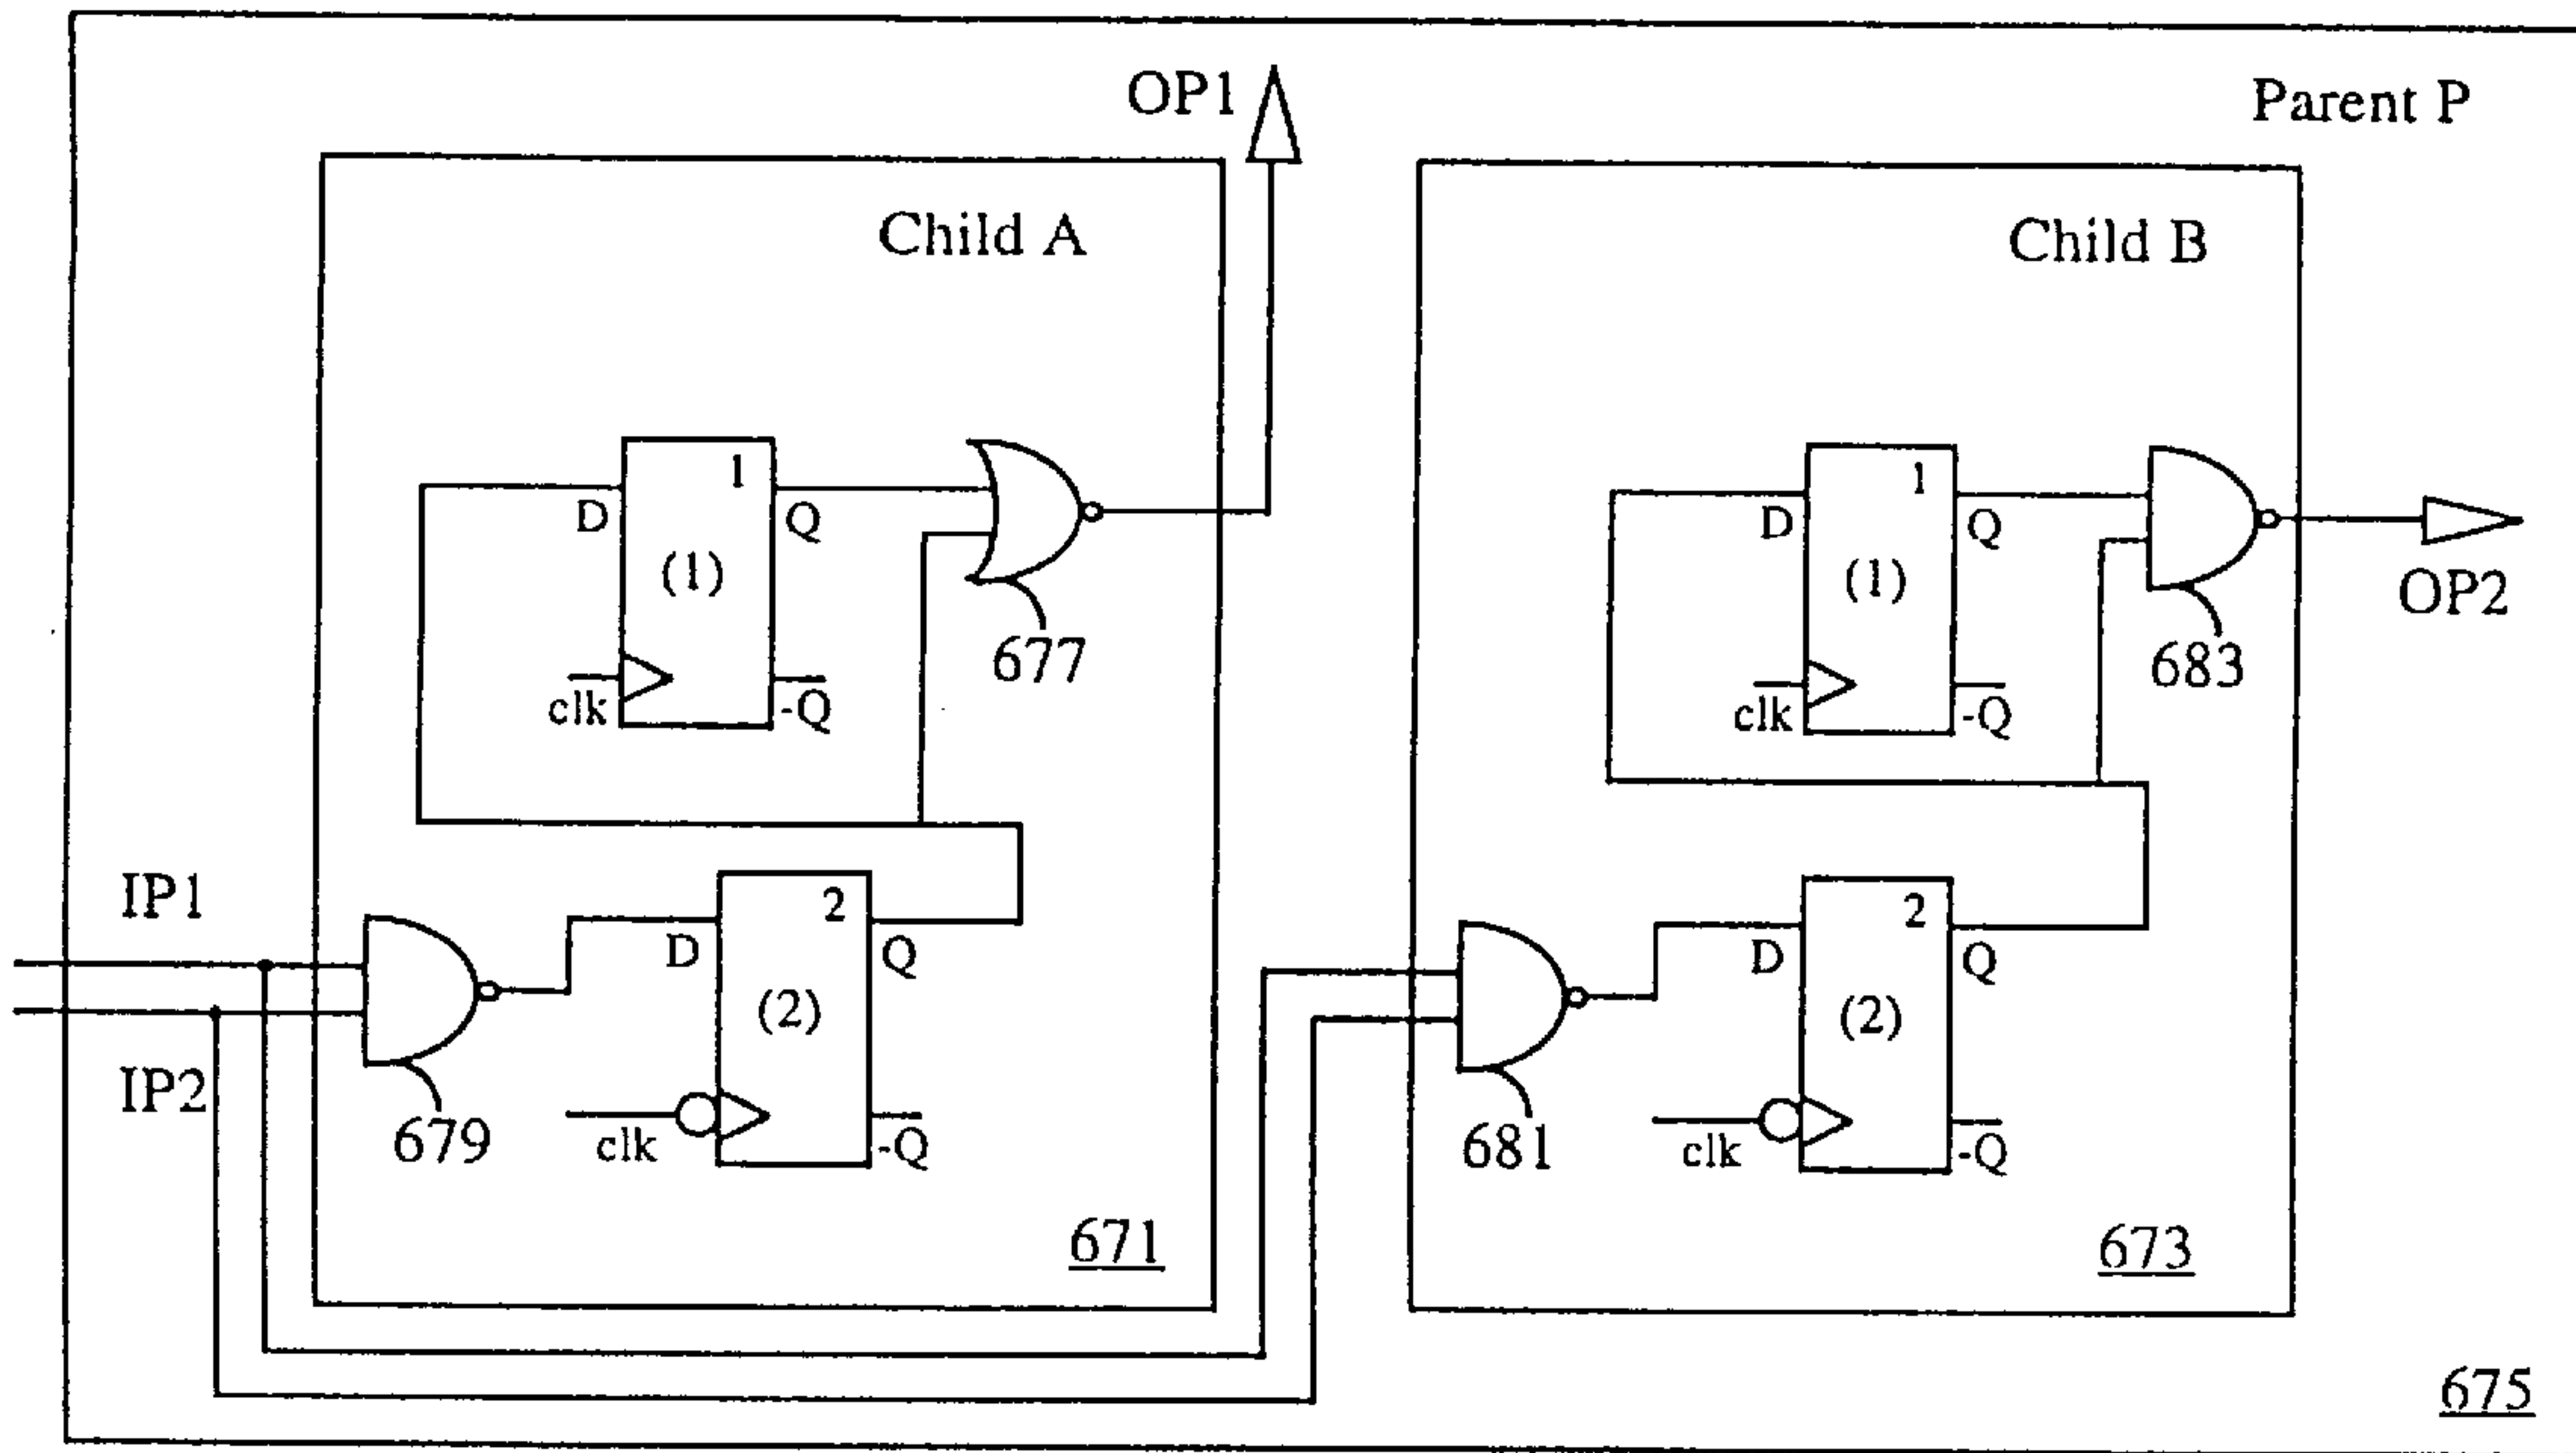 OP1
Parent P
Child A
Child B
1
D
Q
(1)
677
clk
-Q
1
D
Q
(1)
683
clk
-Q
OP2
IP1
IP2
679
2
D
Q
(2)
clk
-Q
671
681
2
D
Q
(2)
clk
-Q
673
675